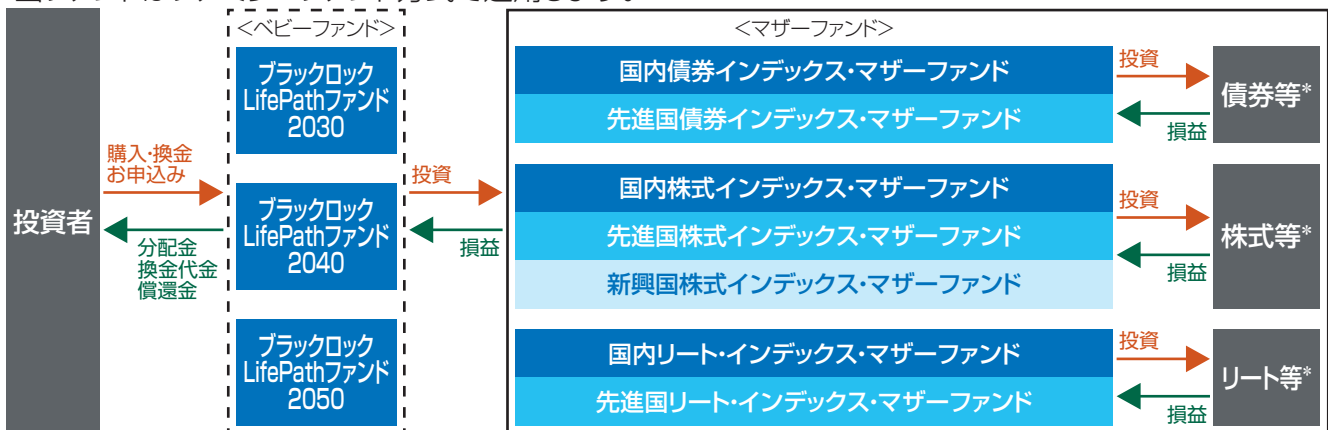 <ベビーファンド>
<マザーファンド>
投資者
購入・換金
お申込み
分配金
換金代金
償還金
ブラックロック
LifePathファンド
2030
ブラックロック
LifePathファンド
2040
ブラックロック
LifePathファンド
2050
投資
損益
国内債券インデックス・マザーファンド
先進国債券インデックス・マザーファンド
投資
損益
債券等*
国内株式インデックス・マザーファンド
先進国株式インデックス・マザーファンド
新興国株式インデックス・マザーファンド
投資
損益
株式等*
国内リート・インデックス・マザーファンド
先進国リート・インデックス・マザーファンド
投資
損益
リート等*